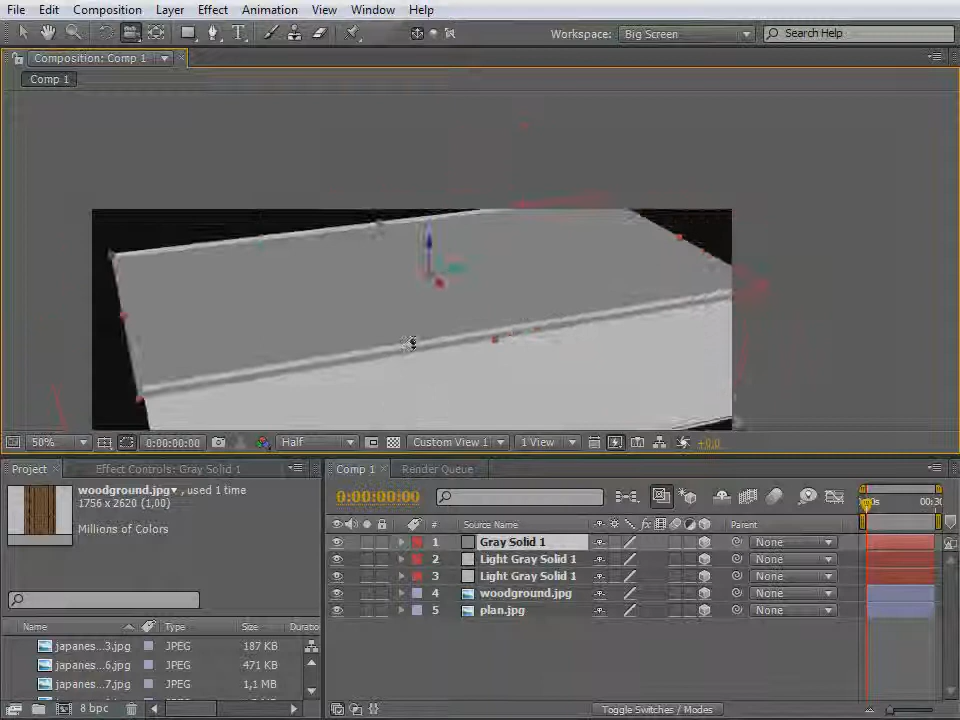 File Edit Composition Layer Effect Animation View Window Help
Workspace: Big Screen Search Help
Composition: Comp 1
Comp 1
50% 0:00:00:00 Half Custom View 1 1 View +0,0
Project Effect Controls: Gray Solid 1
woodground.jpg, used 1 time
1756 x 2620 (1,00)
Millions of Colors
Name Type Size Duratio
japanes...3.jpg JPEG 187 KB
japanes...6.jpg JPEG 471 KB
japanes...7.jpg JPEG 1,1 MB
8 bpc
Comp 1 Render Queue
0:00:00:00 00:30
# Source Name Parent
1 Gray Solid 1 None
2 Light Gray Solid 1 None
3 Light Gray Solid 1 None
4 woodground.jpg None
5 plan.jpg None
Toggle Switches / Modes